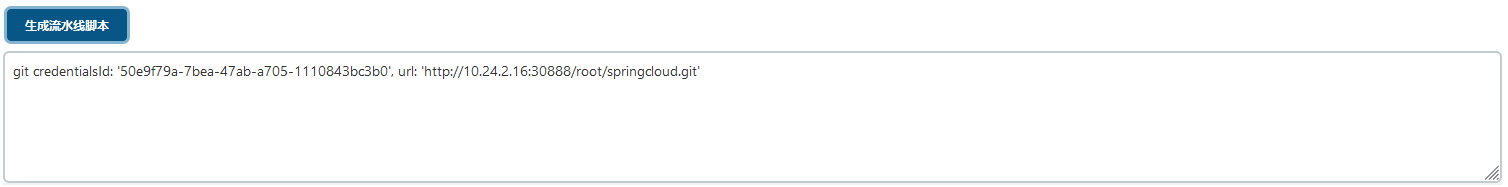 生成流水线脚本
git credentialsId: '50e9f79a-7bea-47ab-a705-1110843bc3b0', url: 'http://10.24.2.16:30888/root/springcloud.git'